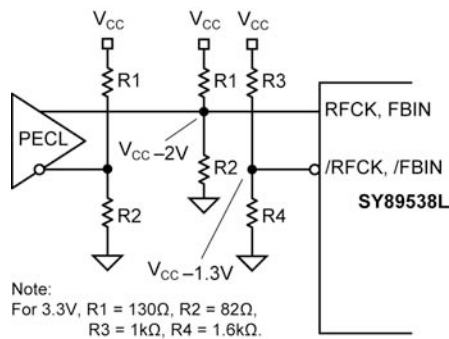 VCC VCC VCC
R1 R1 R3
PECL
RFCK, FBIN
VCC –2V
/RFCK, /FBIN
R2 R2
SY89538L
R4
VCC –1.3V
Note:
For 3.3V, R1 = 130Ω, R2 = 82Ω,
R3 = 1kΩ, R4 = 1.6kΩ.